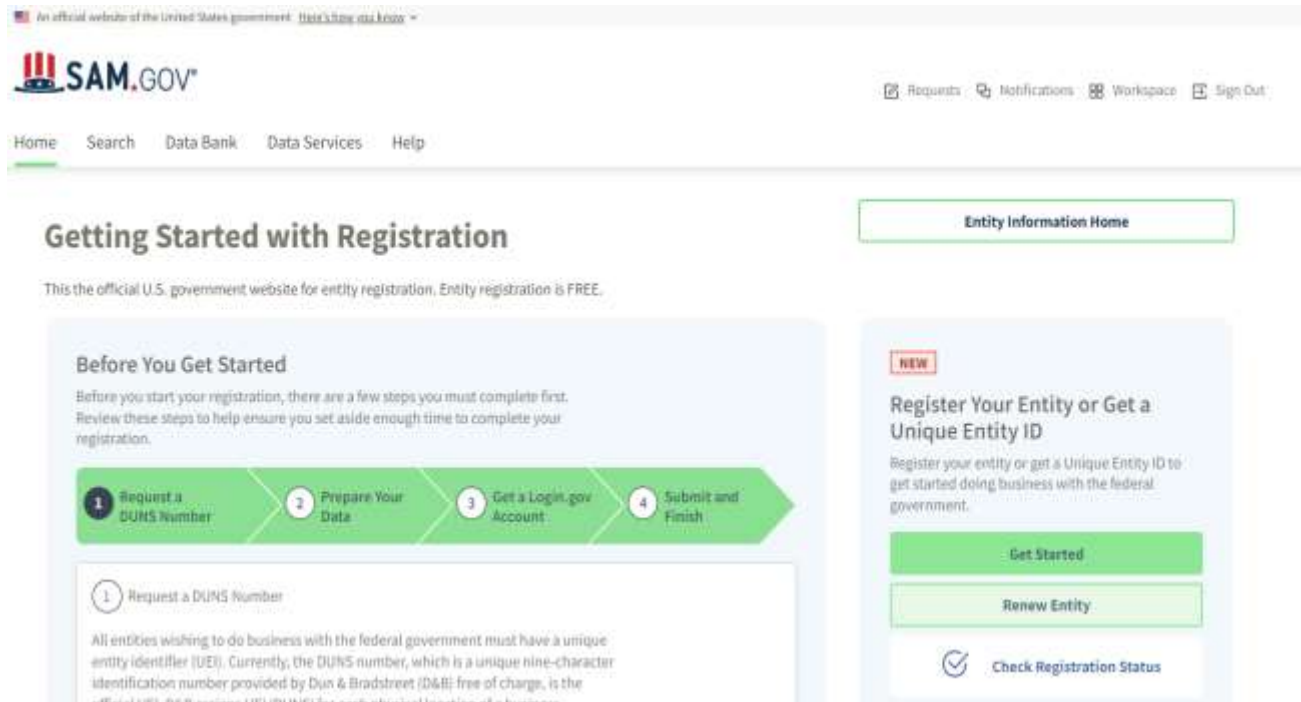 An official website of the United States government Here's how you know
SAM.GOV®
Requests Notifications Workspace Sign Out
Home Search Data Bank Data Services Help
Getting Started with Registration
Entity Information Home
This the official U.S. government website for entity registration. Entity registration is FREE.
Before You Get Started
Before you start your registration, there are a few steps you must complete first.
Review these steps to help ensure you set aside enough time to complete your
registration.
1 Request a
DUNS Number
2 Prepare Your
Data
3 Get a Login.gov
Account
4 Submit and
Finish
1 Request a DUNS Number
All entities wishing to do business with the federal government must have a unique
entity identifier (UEI). Currently, the DUNS number, which is a unique nine-character
identification number provided by Dun & Bradstreet (D&B) free of charge, is the
NEW
Register Your Entity or Get a
Unique Entity ID
Register your entity or get a Unique Entity ID to
get started doing business with the federal
government.
Get Started
Renew Entity
Check Registration Status